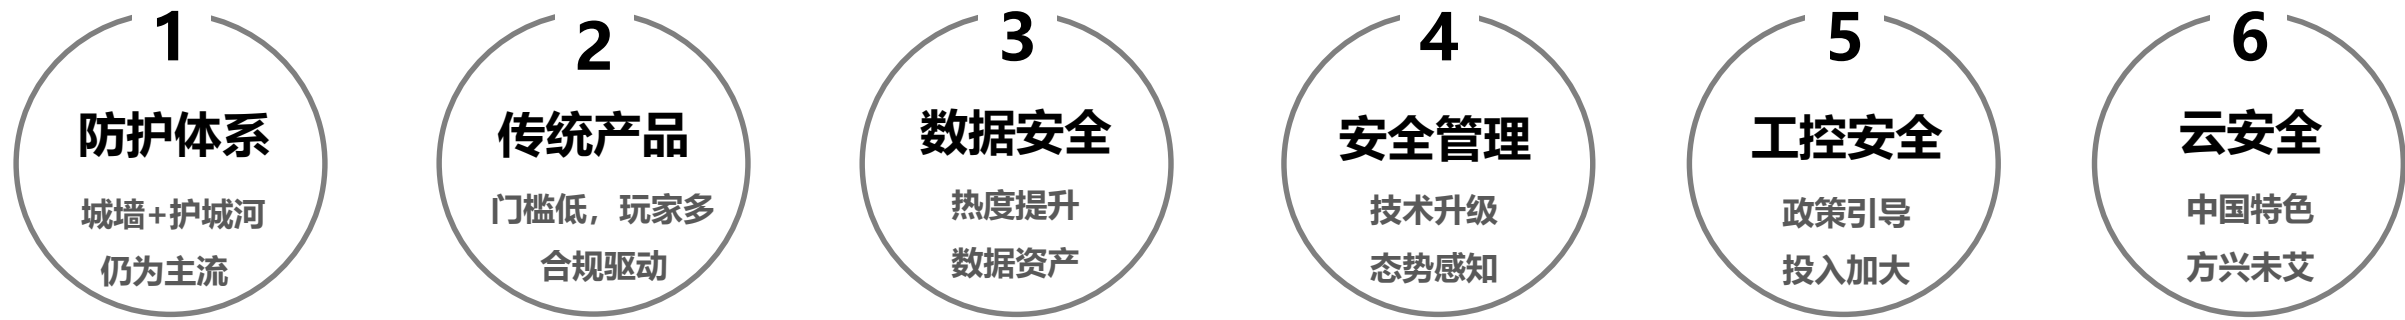 1
防护体系
城墙+护城河
仍为主流
2
传统产品
门槛低，玩家多
合规驱动
3
数据安全
热度提升
数据资产
4
安全管理
技术升级
态势感知
5
工控安全
政策引导
投入加大
6
云安全
中国特色
方兴未艾